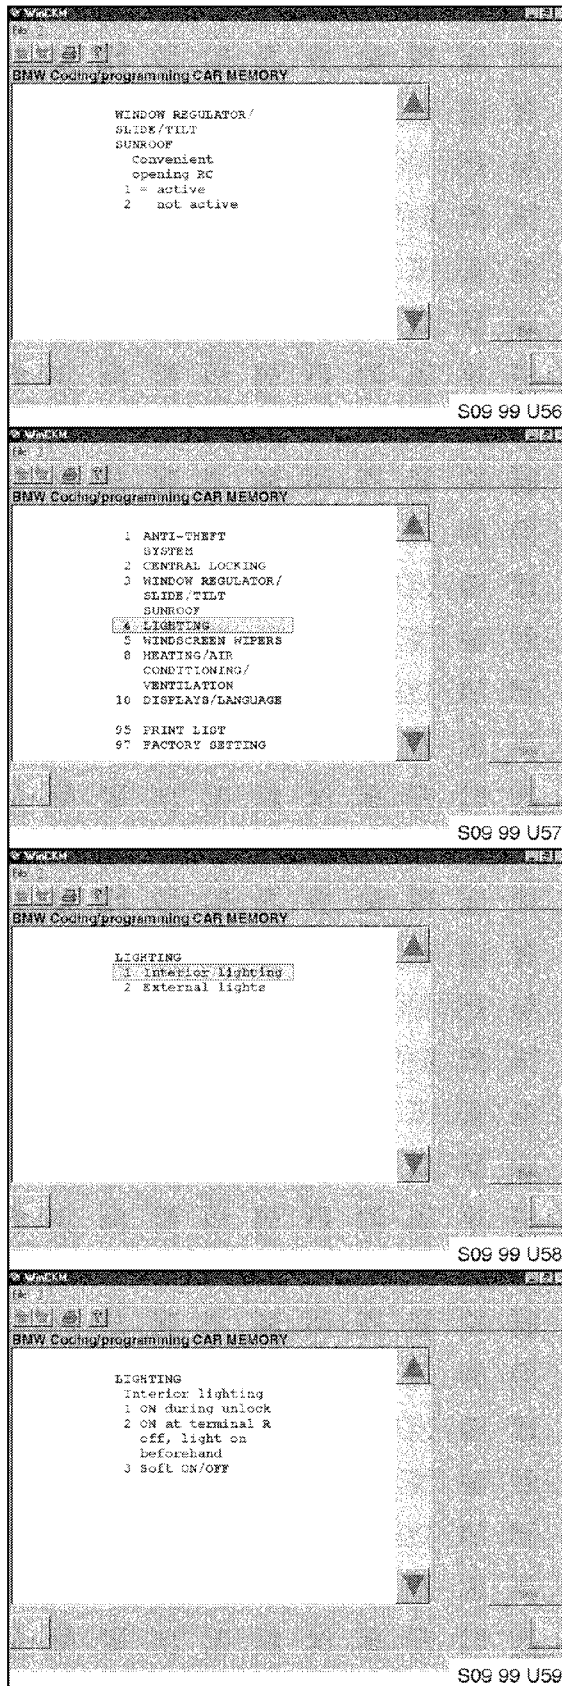 WinCKM
File ?
BMW Coding/programming CAR MEMORY
WINDOW REGULATOR/
SLIDE/TILT
SUNROOF
Convenient
opening RC
1 = active
2 not active
S09 99 U56
WinCKM
File ?
BMW Coding/programming CAR MEMORY
1 ANTI-THEFT
SYSTEM
2 CENTRAL LOCKING
3 WINDOW REGULATOR/
SLIDE/TILT
SUNROOF
4 LIGHTING
5 WINDSCREEN WIPERS
8 HEATING/AIR
CONDITIONING/
VENTILATION
10 DISPLAYS/LANGUAGE
95 PRINT LIST
97 FACTORY SETTING
S09 99 U57
WinCKM
File ?
BMW Coding/programming CAR MEMORY
LIGHTING
1 Interior lighting
2 External lights
S09 99 U58
WinCKM
File ?
BMW Coding/programming CAR MEMORY
LIGHTING
Interior lighting
1 ON during unlock
2 ON at terminal R
off, light on
beforehand
3 Soft ON/OFF
S09 99 U59